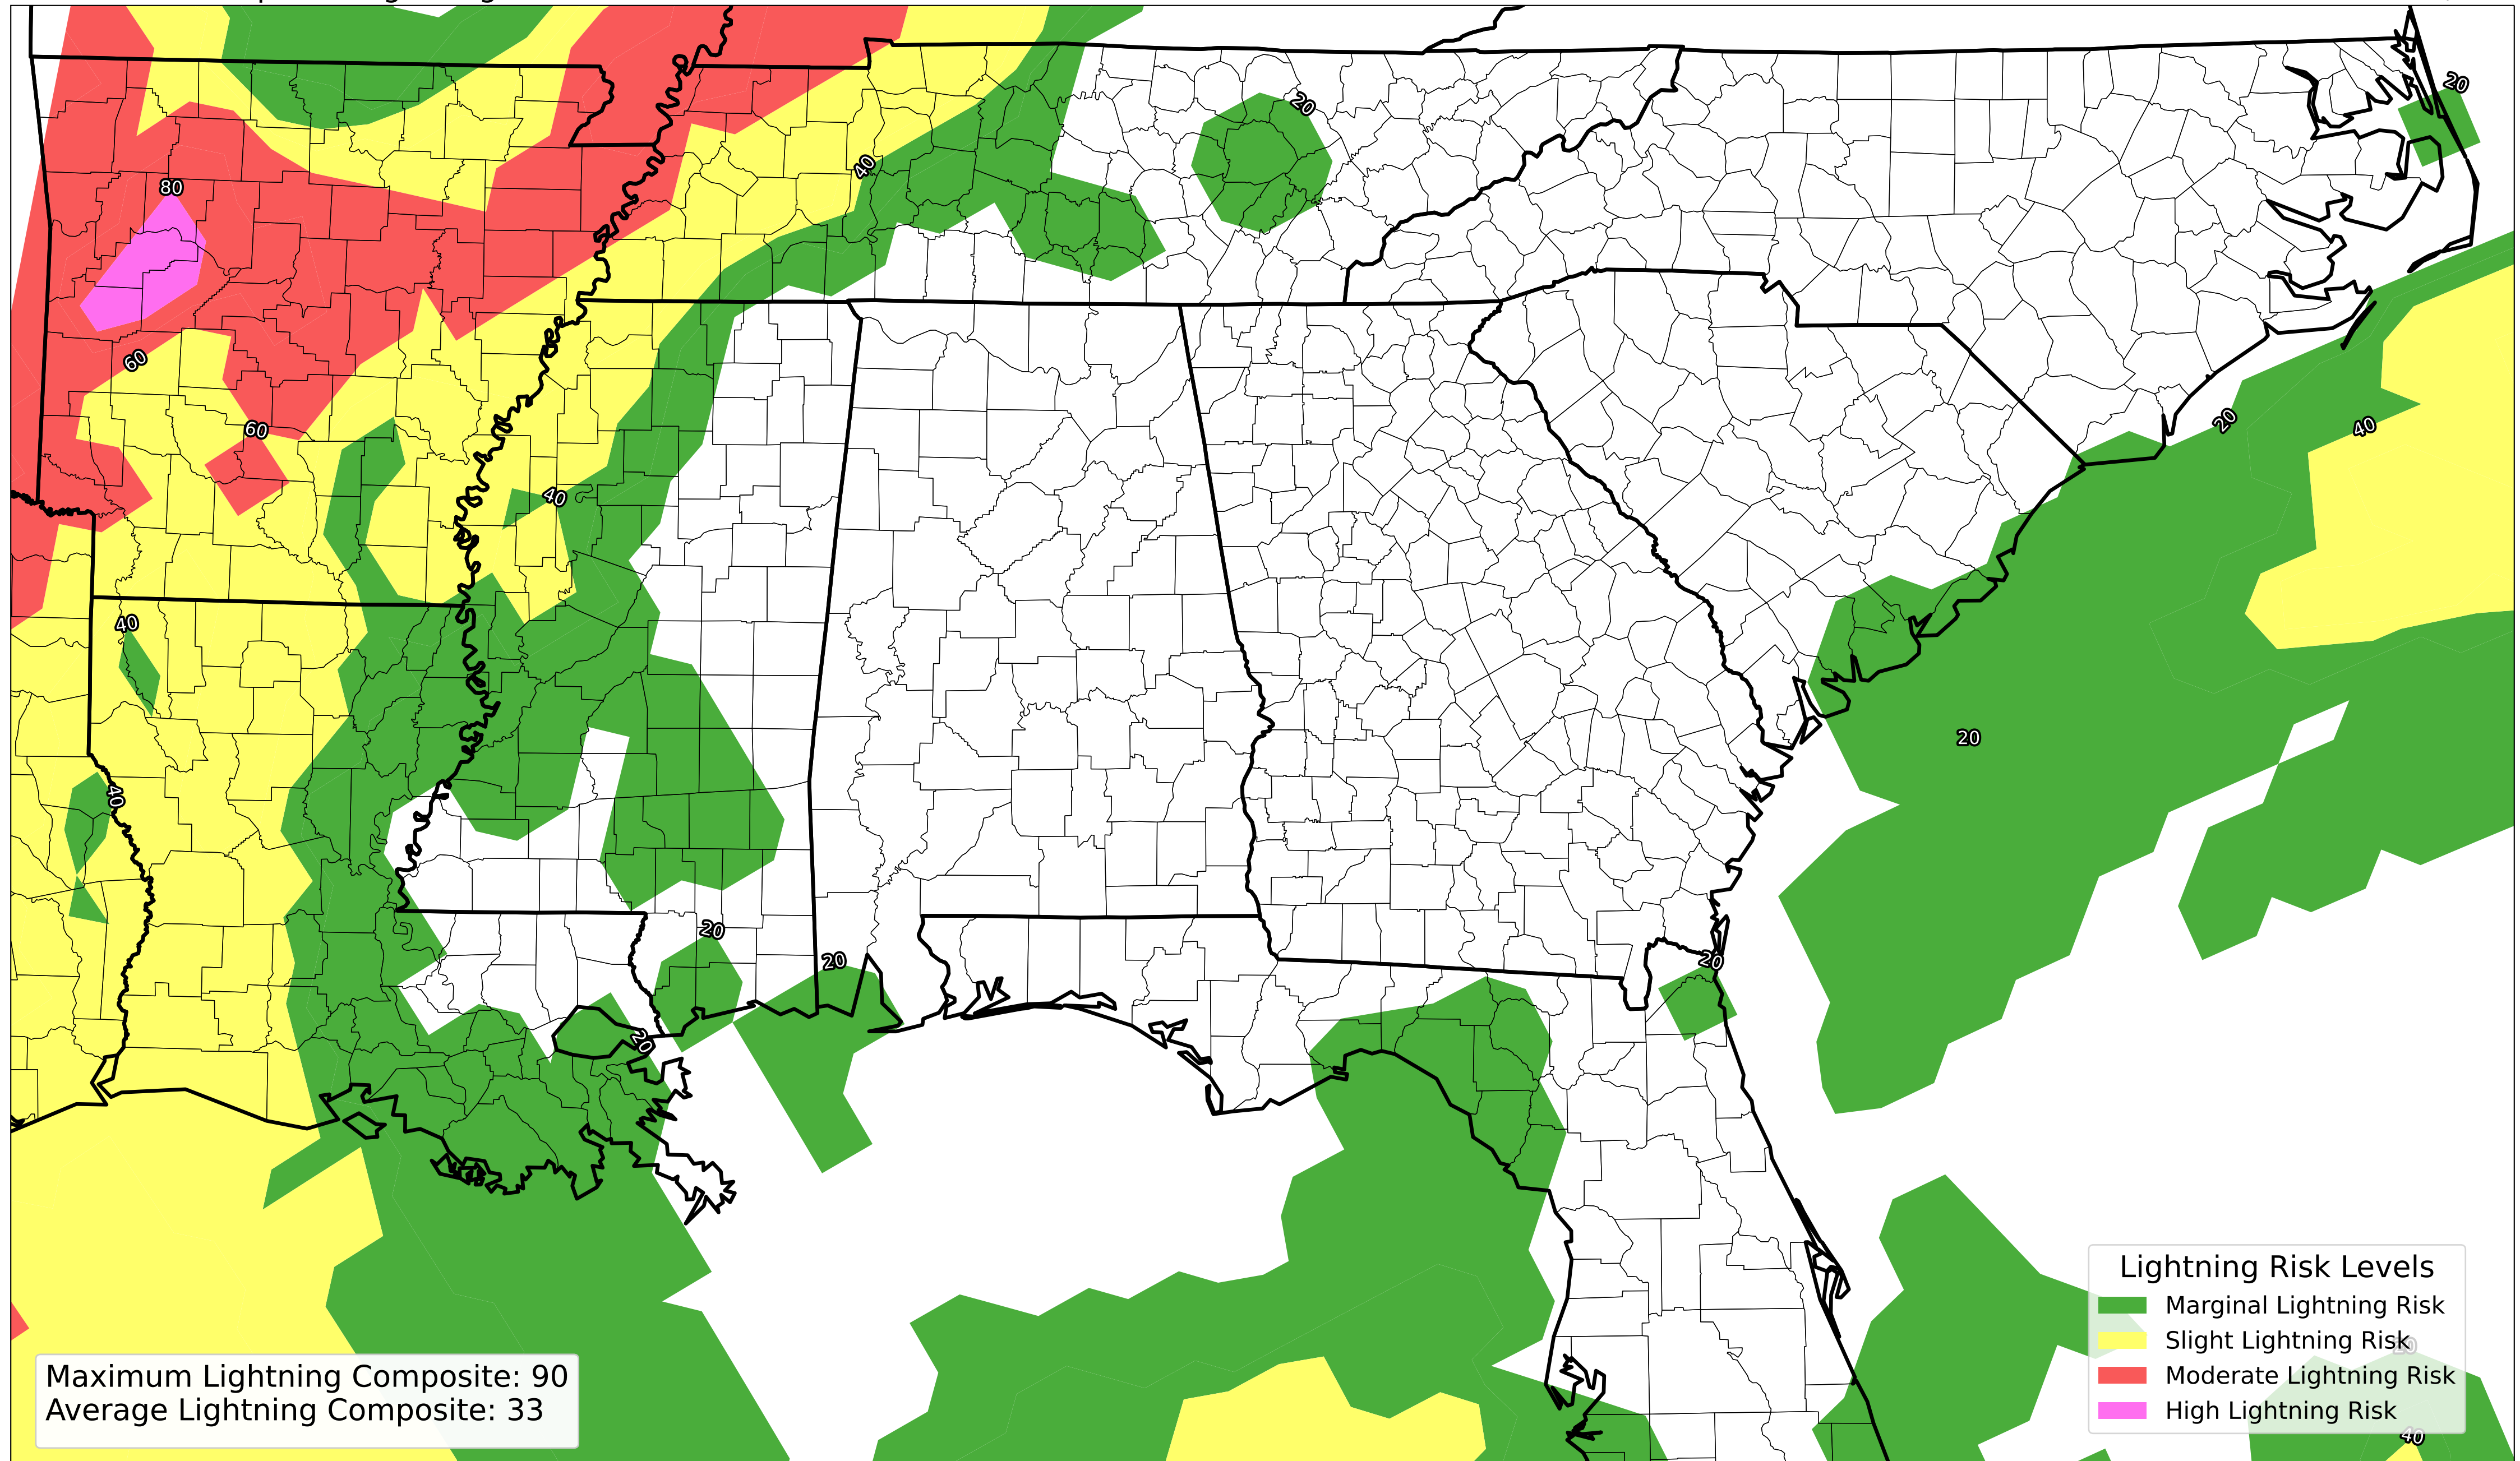 20
20
40
80
60
20
40
60
40
40
20
40
20
20
20
20
20
Lightning Risk Levels
Marginal Lightning Risk
Slight Lightning Risk
20
Moderate Lightning Risk
High Lightning Risk
40
Maximum Lightning Composite: 90
Average Lightning Composite: 33